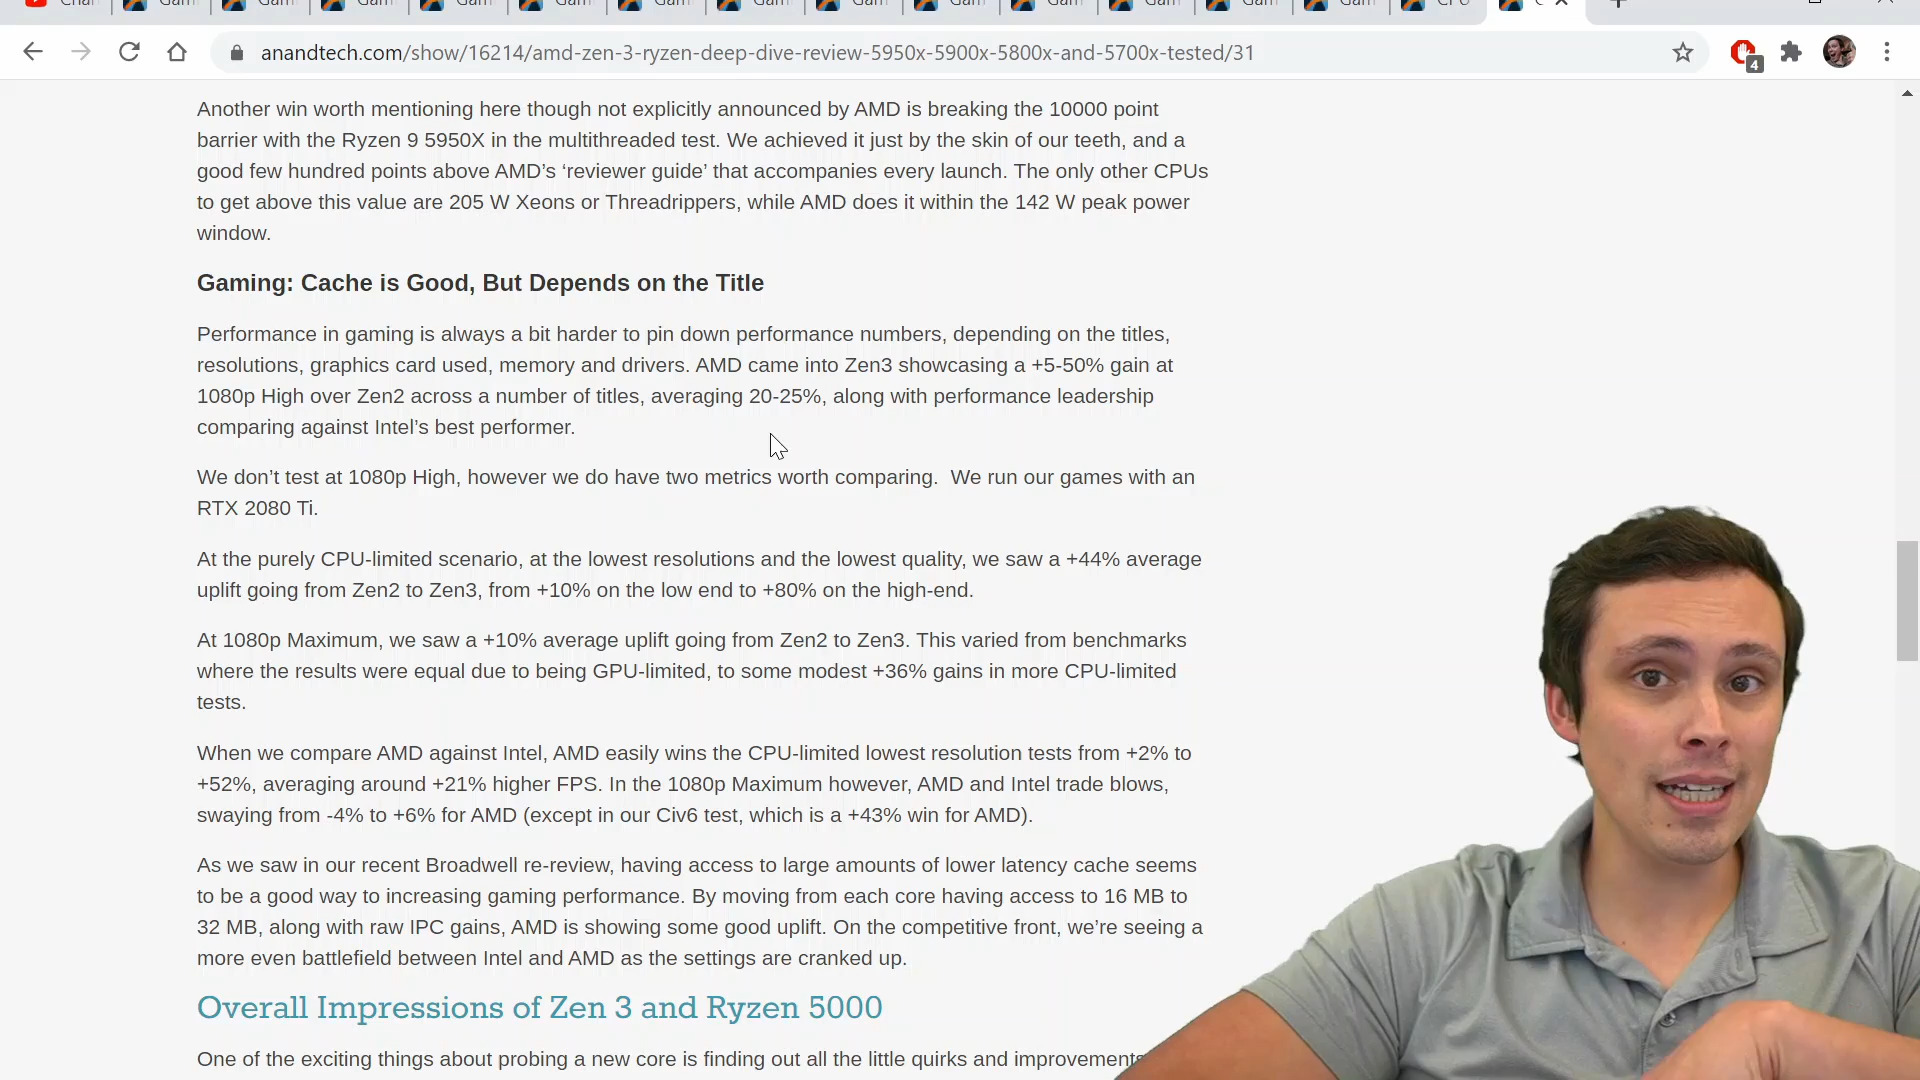 Chan
Gam
Gam
Gam
Gam
Gam
Gam
Gam
Gam
Gam
Gam
Gam
Gam
Gam
CPU
anandtech.com/show/16214/amd-zen-3-ryzen-deep-dive-review-5950x-5900x-5800x-and-5700x-tested/31
4
Another win worth mentioning here though not explicitly announced by AMD is breaking the 10000 point
barrier with the Ryzen 9 5950X in the multithreaded test. We achieved it just by the skin of our teeth, and a
good few hundred points above AMD’s ‘reviewer guide’ that accompanies every launch. The only other CPUs
to get above this value are 205 W Xeons or Threadrippers, while AMD does it within the 142 W peak power
window.
Gaming: Cache is Good, But Depends on the Title
Performance in gaming is always a bit harder to pin down performance numbers, depending on the titles,
resolutions, graphics card used, memory and drivers. AMD came into Zen3 showcasing a +5-50% gain at
1080p High over Zen2 across a number of titles, averaging 20-25%, along with performance leadership
comparing against Intel’s best performer.
We don’t test at 1080p High, however we do have two metrics worth comparing.  We run our games with an
RTX 2080 Ti.
At the purely CPU-limited scenario, at the lowest resolutions and the lowest quality, we saw a +44% average
uplift going from Zen2 to Zen3, from +10% on the low end to +80% on the high-end.
At 1080p Maximum, we saw a +10% average uplift going from Zen2 to Zen3. This varied from benchmarks
where the results were equal due to being GPU-limited, to some modest +36% gains in more CPU-limited
tests.
When we compare AMD against Intel, AMD easily wins the CPU-limited lowest resolution tests from +2% to
+52%, averaging around +21% higher FPS. In the 1080p Maximum however, AMD and Intel trade blows,
swaying from -4% to +6% for AMD (except in our Civ6 test, which is a +43% win for AMD).
As we saw in our recent Broadwell re-review, having access to large amounts of lower latency cache seems
to be a good way to increasing gaming performance. By moving from each core having access to 16 MB to
32 MB, along with raw IPC gains, AMD is showing some good uplift. On the competitive front, we’re seeing a
more even battlefield between Intel and AMD as the settings are cranked up.
Overall Impressions of Zen 3 and Ryzen 5000
One of the exciting things about probing a new core is finding out all the little quirks and improvements